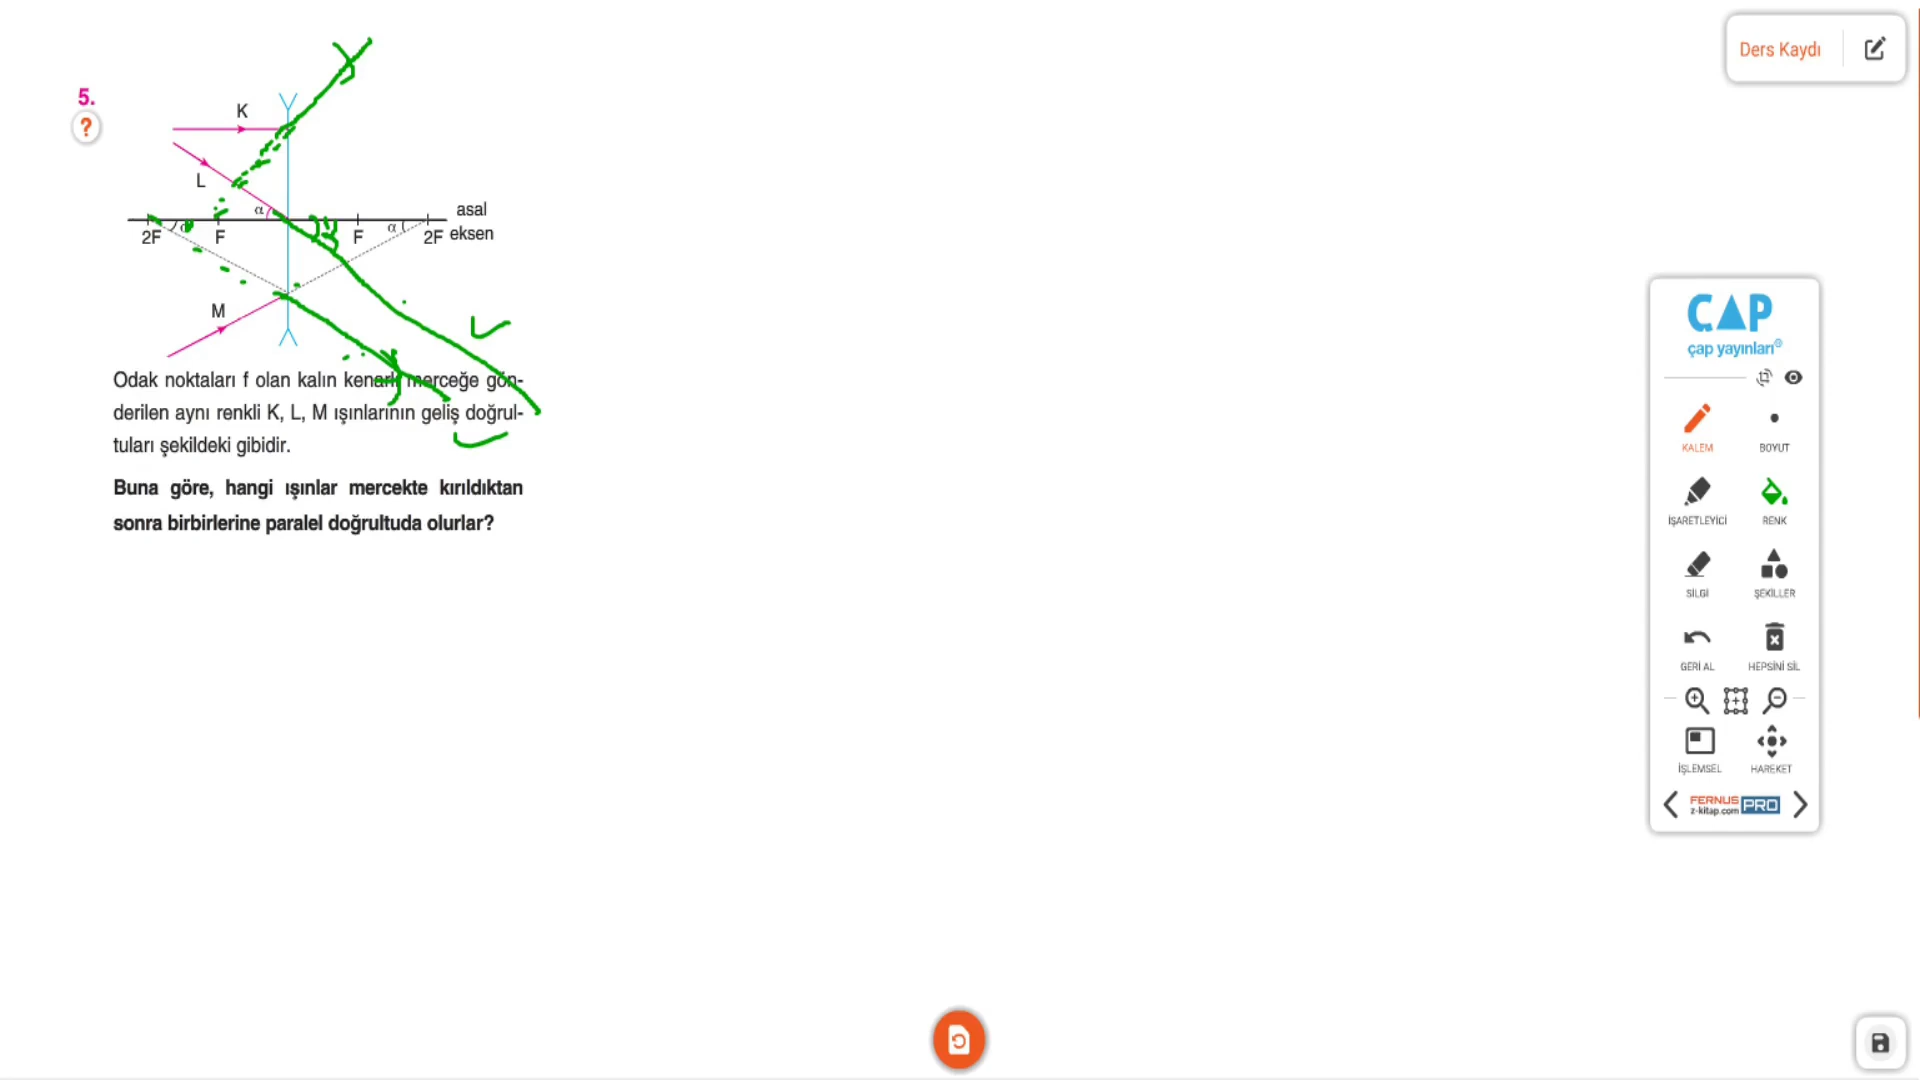 Ders Kaydı
5.
?
K
L
α
asal
eksen
2F
α
F
F
α
2F
M
Odak noktaları f olan kalın kenarlı merceğe gön-
derilen aynı renkli K, L, M ışınlarının geliş doğrul-
tuları şekildeki gibidir.
Buna göre, hangi ışınlar mercekte kırıldıktan
sonra birbirlerine paralel doğrultuda olurlar?
ÇAP
çap yayınları®
KALEM
BOYUT
İŞARETLEYİCİ
RENK
SİLGİ
ŞEKİLLER
GERİ AL
HEPSİNİ SİL
İŞLEMSEL
HAREKET
FERNUS
z-kitap.com PRO